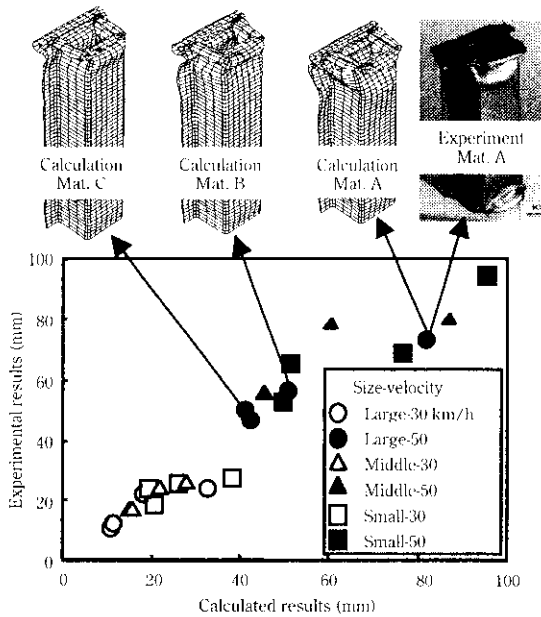 Calculation
Mat. C
Calculation
Mat. B
Calculation
Mat. A
Experiment
Mat. A
Experimental results (mm)
100
80
60
40
20
0
Size-velocity
Large-30 km/h
Large-50
Middle-30
Middle-50
Small-30
Small-50
0 20 40 60 80 100
Calculated results (mm)